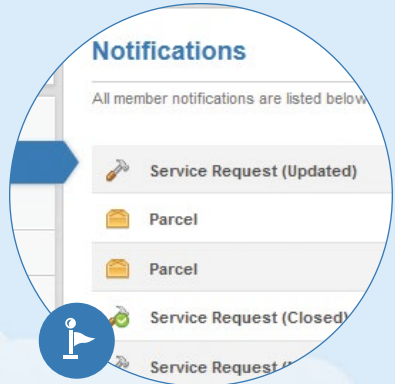 Notifications
All member notifications are listed below
Service Request (Updated)
Parcel
Parcel
Service Request (Closed)
Service Request